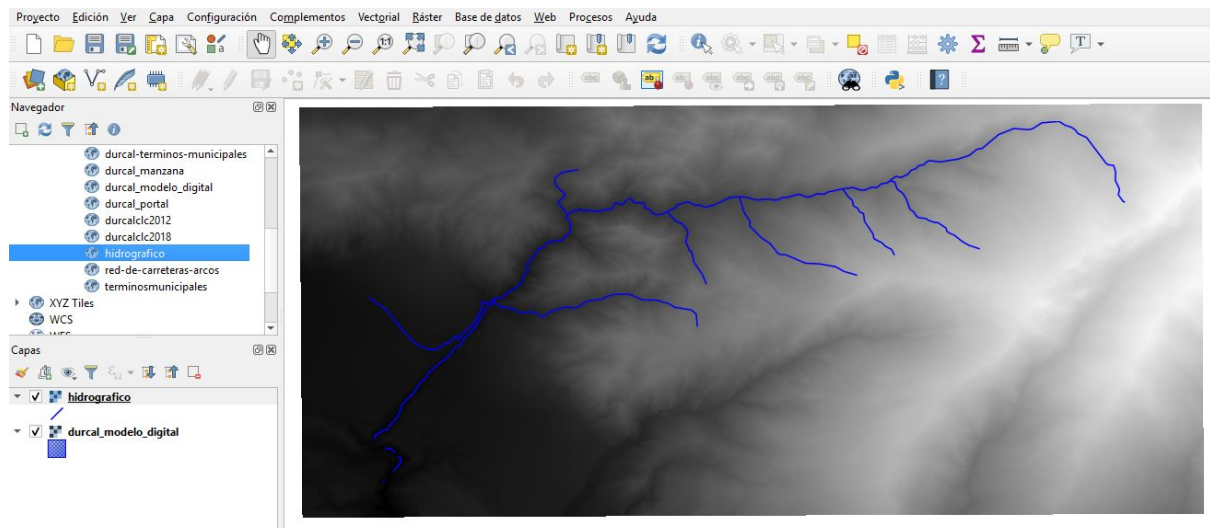 Proyecto Edición Ver Capa Configuración Complementos Vectorial Ráster Base de datos Web Procesos Ayuda
Navegador
durcal-terminos-municipales
durcal_manzana
durcal_modelo_digital
durcal_portal
durcalclc2012
durcalclc2018
hidrografico
red-de-carreteras-arcos
terminosmunicipales
XYZ Tiles
WCS
Capas
hidrografico
durcal_modelo_digital